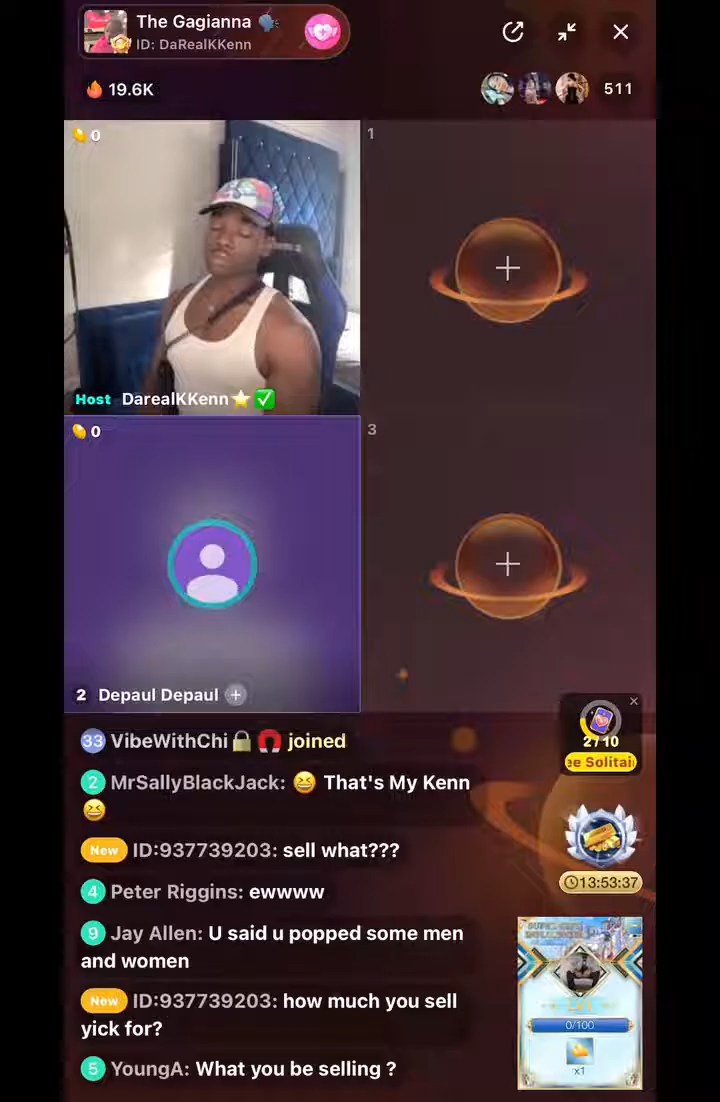 The Gagianna 🗣️
ID: DaRealKKenn
🔥 19.6K
511
0
1
Host DarealKKenn⭐✅
0
3
2 Depaul Depaul +
33 VibeWithChi🔒🧲 joined
2 MrSallyBlackJack: 😆 That's My Kenn
😆
New ID:937739203: sell what???
4 Peter Riggins: ewwww
9 Jay Allen: U said u popped some men
and women
New ID:937739203: how much you sell
yick for?
5 YoungA: What you be selling ?
2/10
ee Solitai
13:53:37
0/100
x1